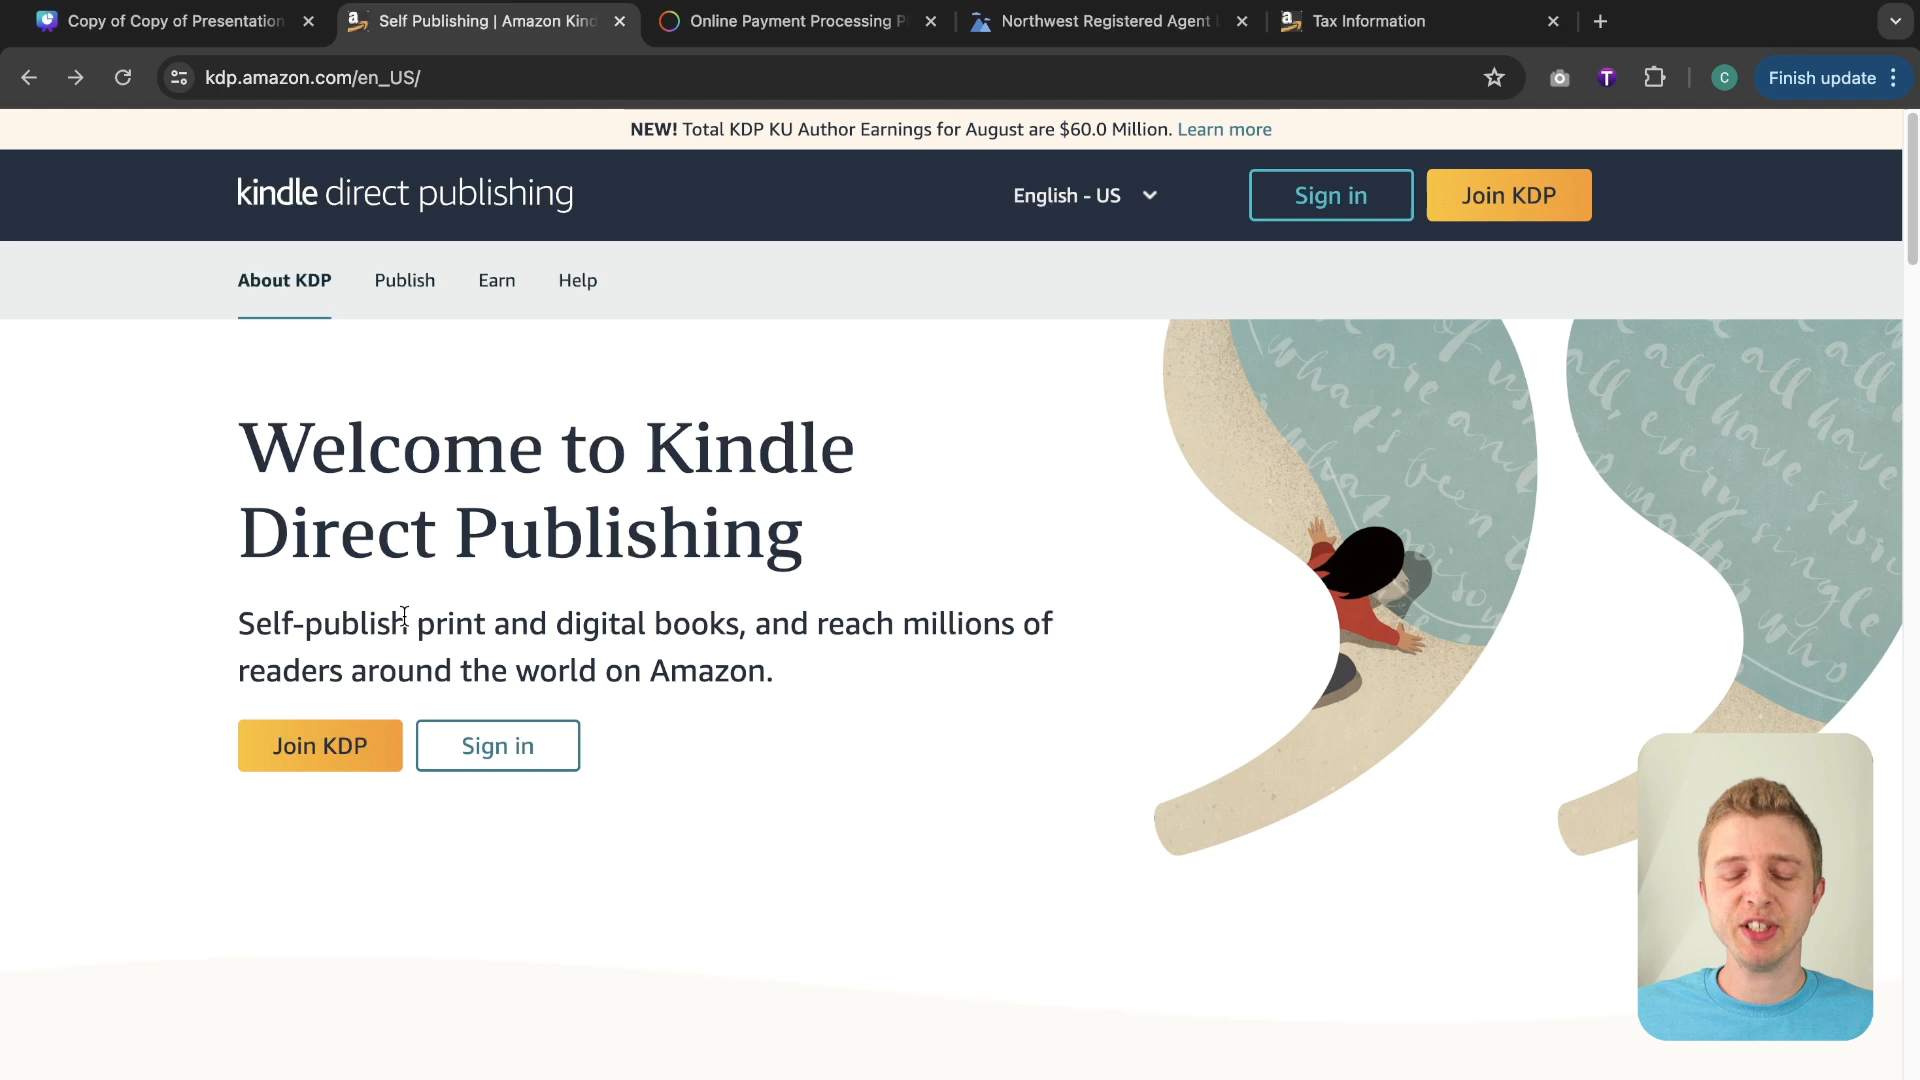 Copy of Copy of Presentation
Self Publishing | Amazon Kind
Online Payment Processing P
Northwest Registered Agent
Tax Information
kdp.amazon.com/en_US/
T
C
Finish update
NEW! Total KDP KU Author Earnings for August are $60.0 Million. Learn more
kindle direct publishing
English - US
Sign in
Join KDP
About KDP
Publish
Earn
Help
Welcome to Kindle
Direct Publishing
Self-publish print and digital books, and reach millions of
readers around the world on Amazon.
Join KDP
Sign in